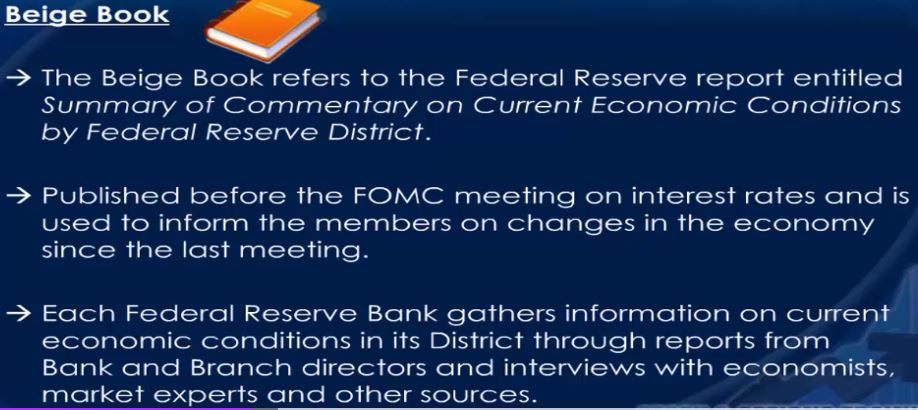 Beige Book
→ The Beige Book refers to the Federal Reserve report entitled
Summary of Commentary on Current Economic Conditions
by Federal Reserve District.
→ Published before the FOMC meeting on interest rates and is
used to inform the members on changes in the economy
since the last meeting.
→ Each Federal Reserve Bank gathers information on current
economic conditions in its District through reports from
Bank and Branch directors and interviews with economists,
market experts and other sources.